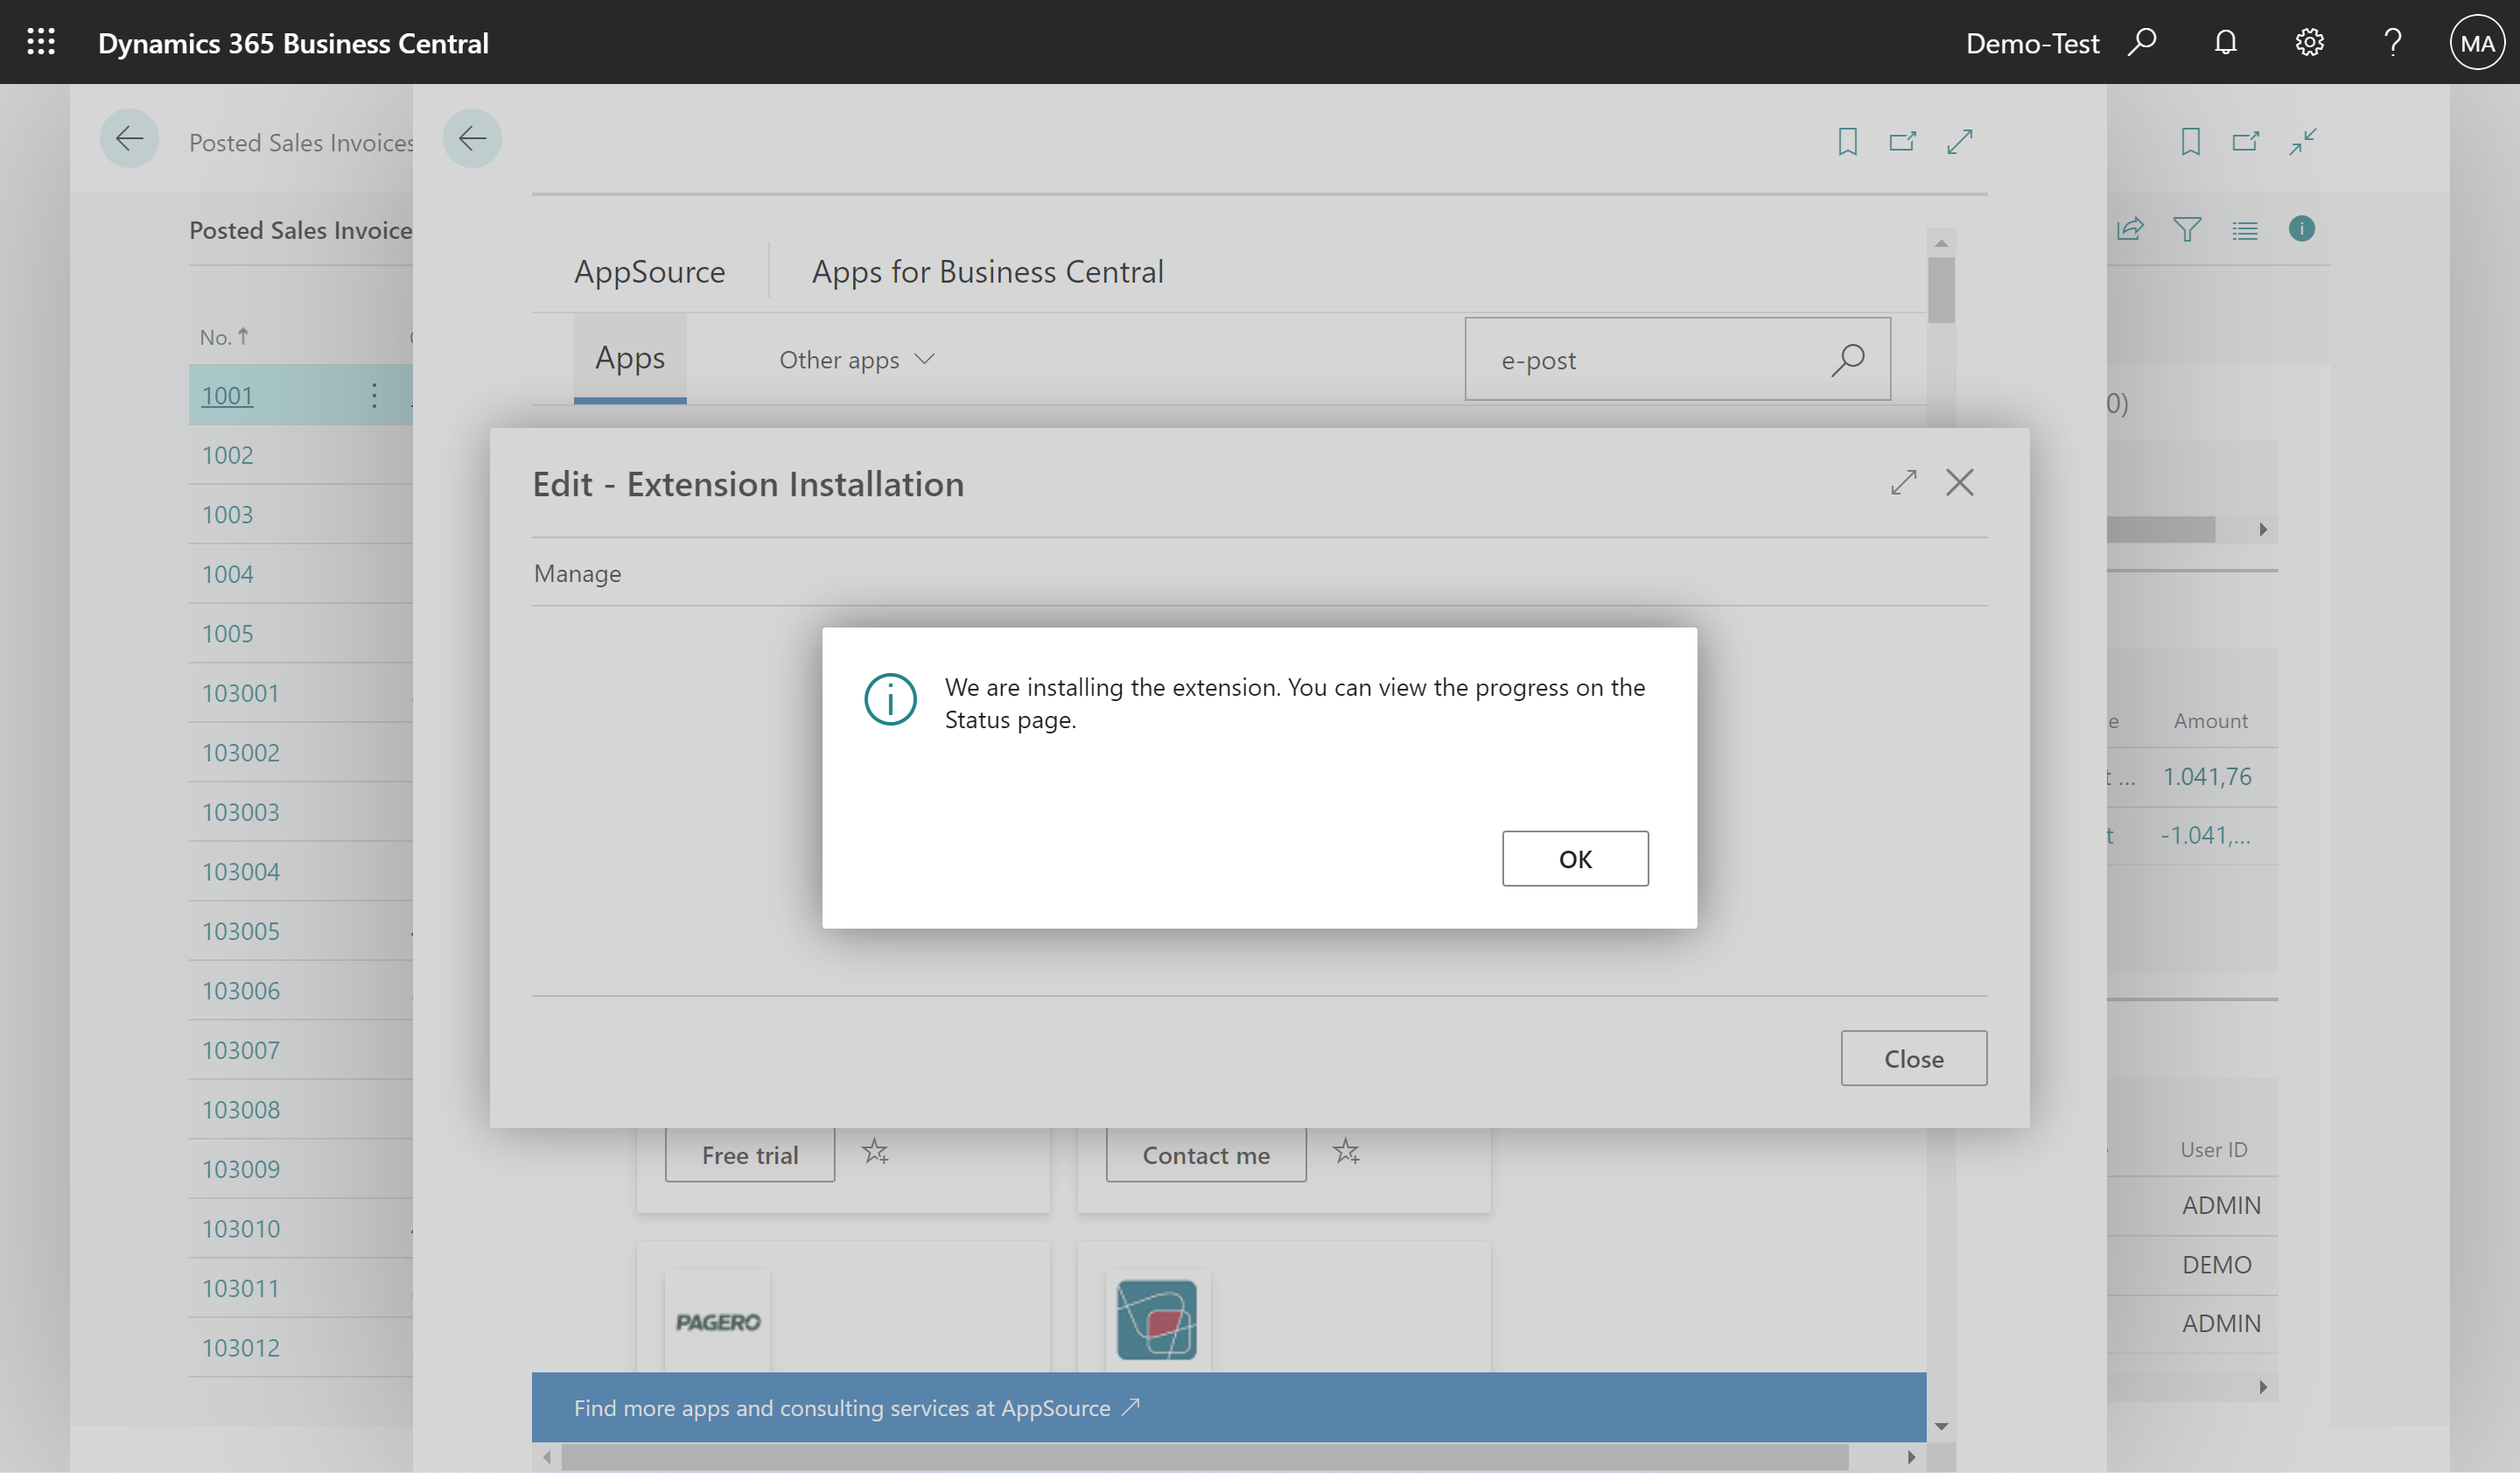 Dynamics 365 Business Central
Demo-Test
MA
Posted Sales Invoices
Posted Sales Invoice
No.
1001
1002
1003
1004
1005
103001
103002
103003
103004
103005
103006
103007
103008
103009
103010
103011
103012
AppSource
Apps for Business Central
Apps
Other apps
e-post
Edit - Extension Installation
Manage
We are installing the extension. You can view the progress on the
Status page.
OK
Close
Free trial
Contact me
PAGERO
Find more apps and consulting services at AppSource
0)
e Amount
t ... 1.041,76
t -1.041,...
User ID
ADMIN
DEMO
ADMIN